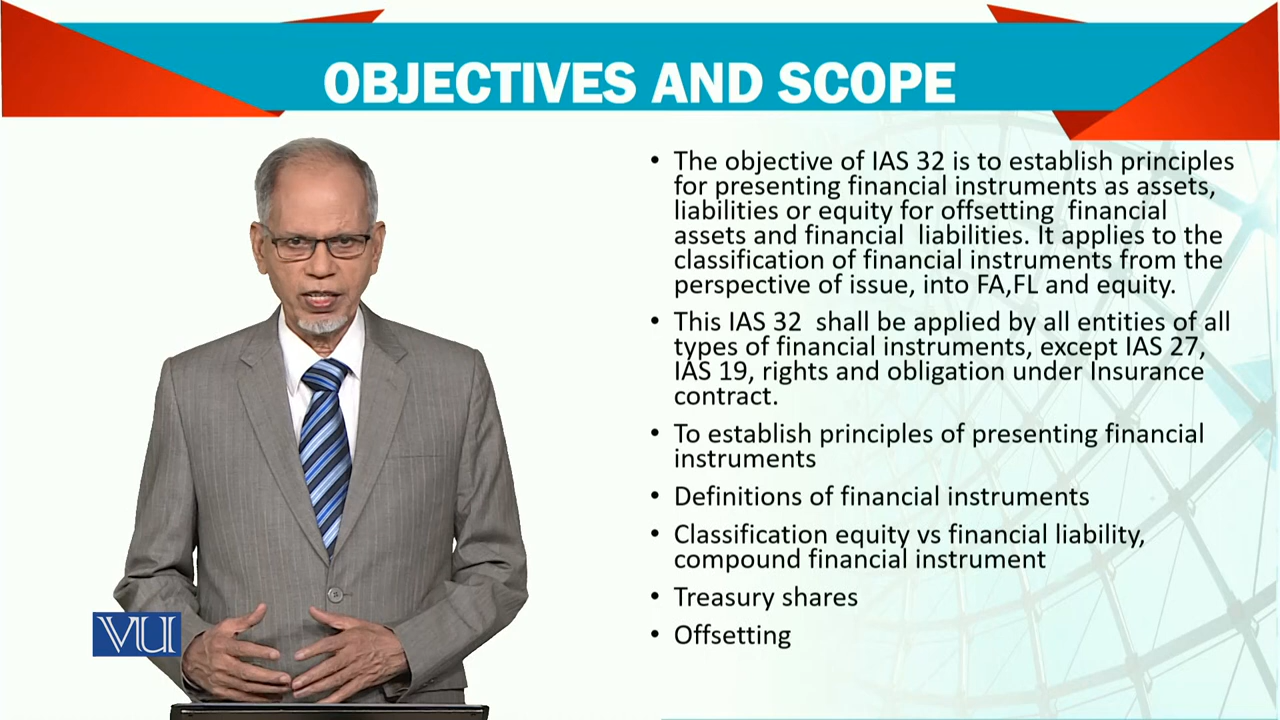 OBJECTIVES AND SCOPE
• The objective of IAS 32 is to establish principles
for presenting financial instruments as assets,
liabilities or equity for offsetting financial
assets and financial liabilities. It applies to the
classification of financial instruments from the
perspective of issue, into FA,FL and equity.
• This IAS 32 shall be applied by all entities of all
types of financial instruments, except IAS 27,
IAS 19, rights and obligation under Insurance
contract.
• To establish principles of presenting financial
instruments
• Definitions of financial instruments
• Classification equity vs financial liability,
compound financial instrument
• Treasury shares
• Offsetting
VU